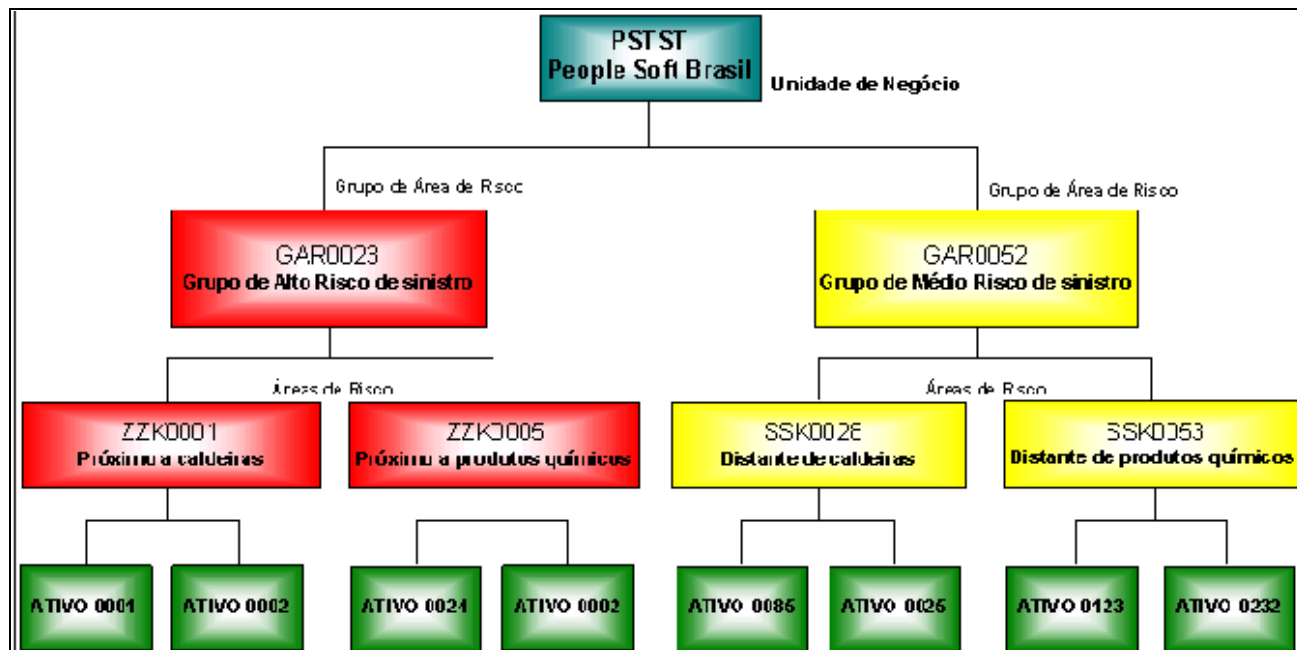 PSTST
People Soft Brasil
Unidade de Negócio
Grupo de Área de Risco
Grupo de Área de Risco
GAR0023
Grupo de Alto Risco de sinistro
GAR0052
Grupo de Médio Risco de sinistro
Áreas de Risco
Áreas de Risco
ZZK0001
Próximo a caldeiras
ZZK0005
Próximo a produtos químicos
SSK0026
Distante de caldeiras
SSK0053
Distante de produtos químicos
ATIVO 0001
ATIVO 0002
ATIVO 0021
ATIVO 0002
ATIVO 0086
ATIVO 0026
ATIVO 0123
ATIVO 0232